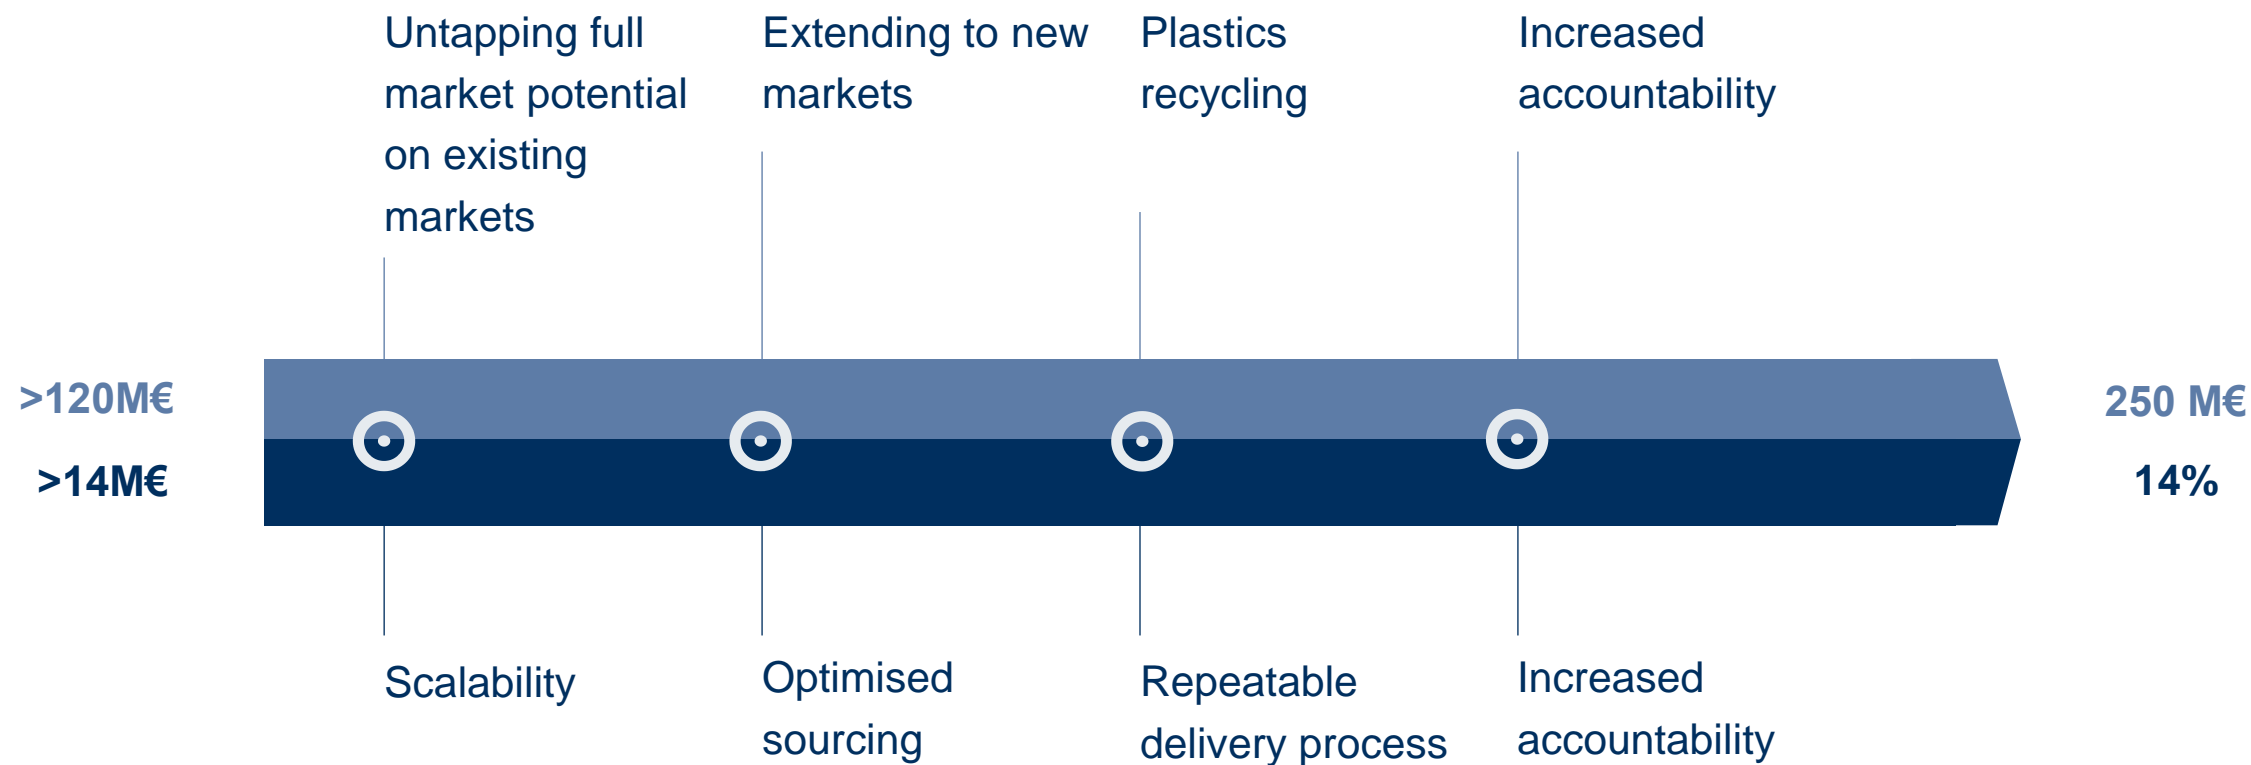 Untapping full
market potential
on existing
markets
Extending to new
markets
Plastics
recycling
Increased
accountability
>120M€
250 M€
>14M€
14%
Scalability
Optimised
sourcing
Repeatable
delivery process
Increased
accountability